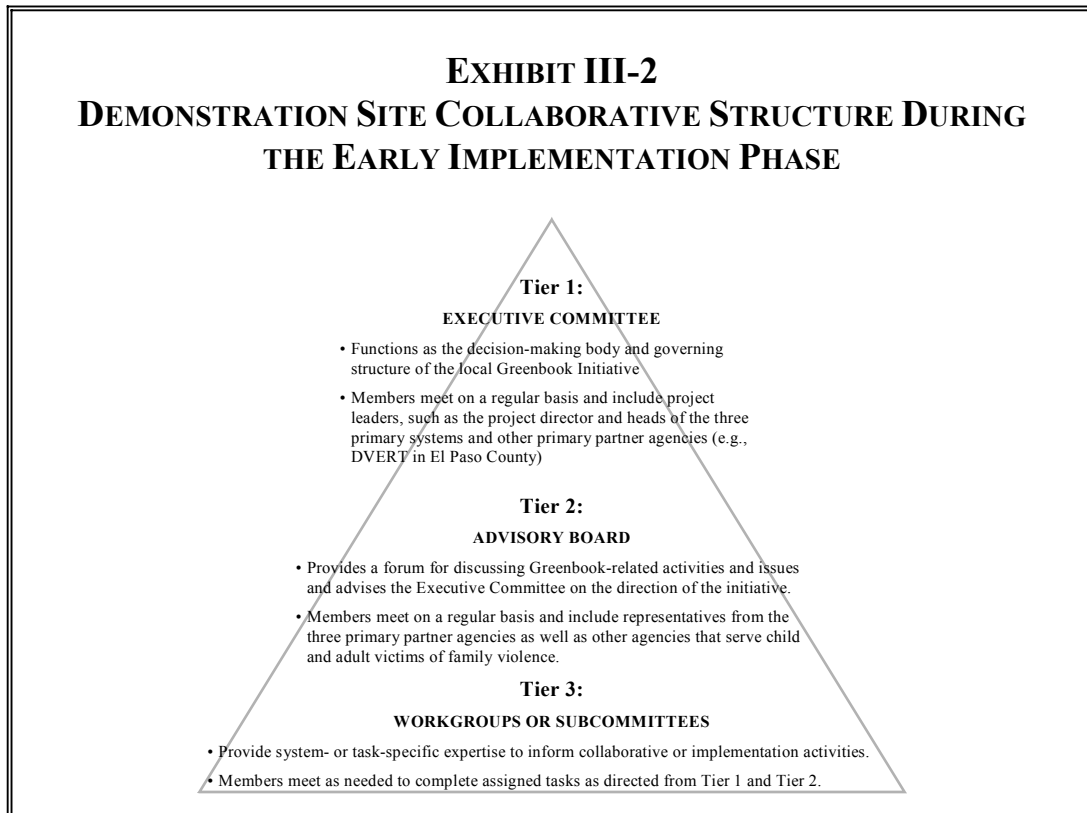 EXHIBIT III-2
DEMONSTRATION SITE COLLABORATIVE STRUCTURE DURING
THE EARLY IMPLEMENTATION PHASE
Tier 1:
EXECUTIVE COMMITTEE
• Functions as the decision-making body and governing
structure of the local Greenbook Initiative
• Members meet on a regular basis and include project
leaders, such as the project director and heads of the three
primary systems and other primary partner agencies (e.g.,
DVERT in El Paso County)
Tier 2:
ADVISORY BOARD
• Provides a forum for discussing Greenbook-related activities and issues
and advises the Executive Committee on the direction of the initiative.
• Members meet on a regular basis and include representatives from the
three primary partner agencies as well as other agencies that serve child
and adult victims of family violence.
Tier 3:
WORKGROUPS OR SUBCOMMITTEES
• Provide system- or task-specific expertise to inform collaborative or implementation activities.
• Members meet as needed to complete assigned tasks as directed from Tier 1 and Tier 2.